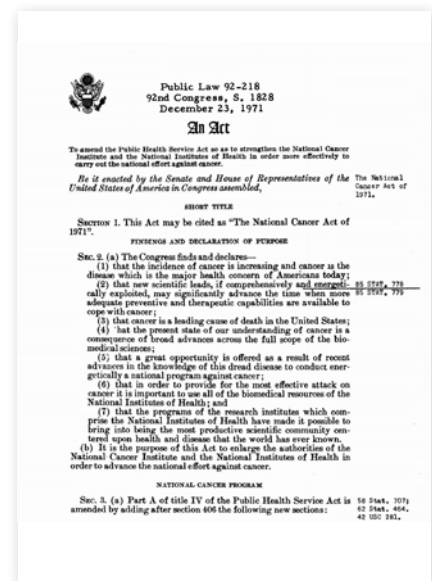 Public Law 92-218
92nd Congress, S. 1828
December 23, 1971
An Act
To amend the Public Health Service Act so as to strengthen the National Cancer
Institute and the National Institutes of Health in order more effectively to
carry out the national effort against cancer.
Be it enacted by the Senate and House of Representatives of the
United States of America in Congress assembled,
The National
Cancer Act of
1971.
SHORT TITLE
SECTION 1. This Act may be cited as "The National Cancer Act of
1971".
FINDINGS AND DECLARATION OF PURPOSE
SEC. 2. (a) The Congress finds and declares—
(1) that the incidence of cancer is increasing and cancer is the
disease which is the major health concern of Americans today;
(2) that new scientific leads, if comprehensively and energeti-
85 STAT. 778
cally exploited, may significantly advance the time when more
85 STAT. 779
adequate preventive and therapeutic capabilities are available to
cope with cancer;
(3) that cancer is a leading cause of death in the United States;
(4) hat the present state of our understanding of cancer is a
consequence of broad advances across the full scope of the bio-
medical sciences;
(5) that a great opportunity is offered as a result of recent
advances in the knowledge of this dread disease to conduct ener-
getically a national program against cancer;
(6) that in order to provide for the most effective attack on
cancer it is important to use all of the biomedical resources of the
National Institutes of Health; and
(7) that the programs of the research institutes which com-
prise the National Institutes of Health have made it possible to
bring into being the most productive scientific community cen-
tered upon health and disease that the world has ever known.
(b) It is the purpose of this Act to enlarge the authorities of the
National Cancer Institute and the National Institutes of Health in
order to advance the national effort against cancer.
NATIONAL CANCER PROGRAM
SEC. 3. (a) Part A of title IV of the Public Health Service Act is
58 Stat. 707;
amended by adding after section 406 the following new sections:
62 Stat. 464.
42 USC 281.